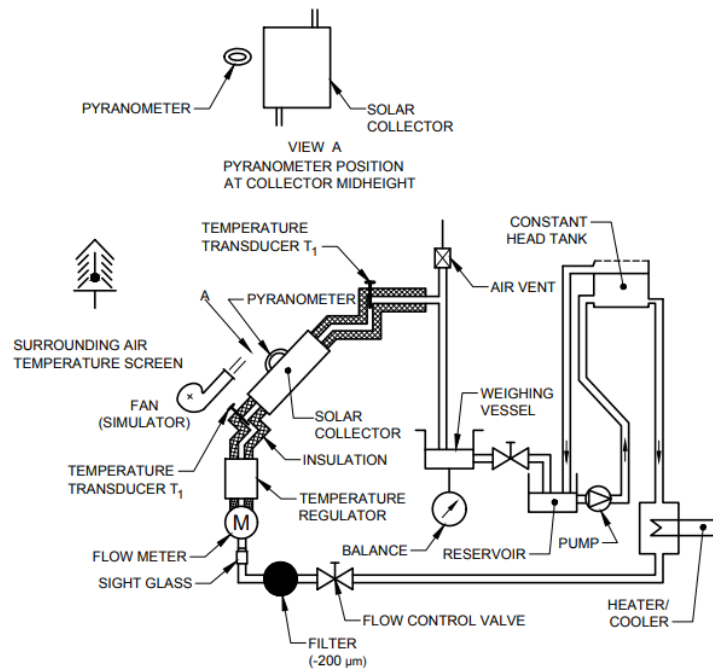 PYRANOMETER
SOLAR
COLLECTOR
VIEW A
PYRANOMETER POSITION
AT COLLECTOR MIDHEIGHT
TEMPERATURE
TRANSDUCER T1
CONSTANT
HEAD TANK
AIR VENT
A
PYRANOMETER
SURROUNDING AIR
TEMPERATURE SCREEN
FAN
(SIMULATOR)
SOLAR
COLLECTOR
WEIGHING
VESSEL
INSULATION
TEMPERATURE
TRANSDUCER T1
TEMPERATURE
REGULATOR
M
FLOW METER
BALANCE
RESERVOIR
PUMP
SIGHT GLASS
FLOW CONTROL VALVE
HEATER/
COOLER
FILTER
(-200 µm)